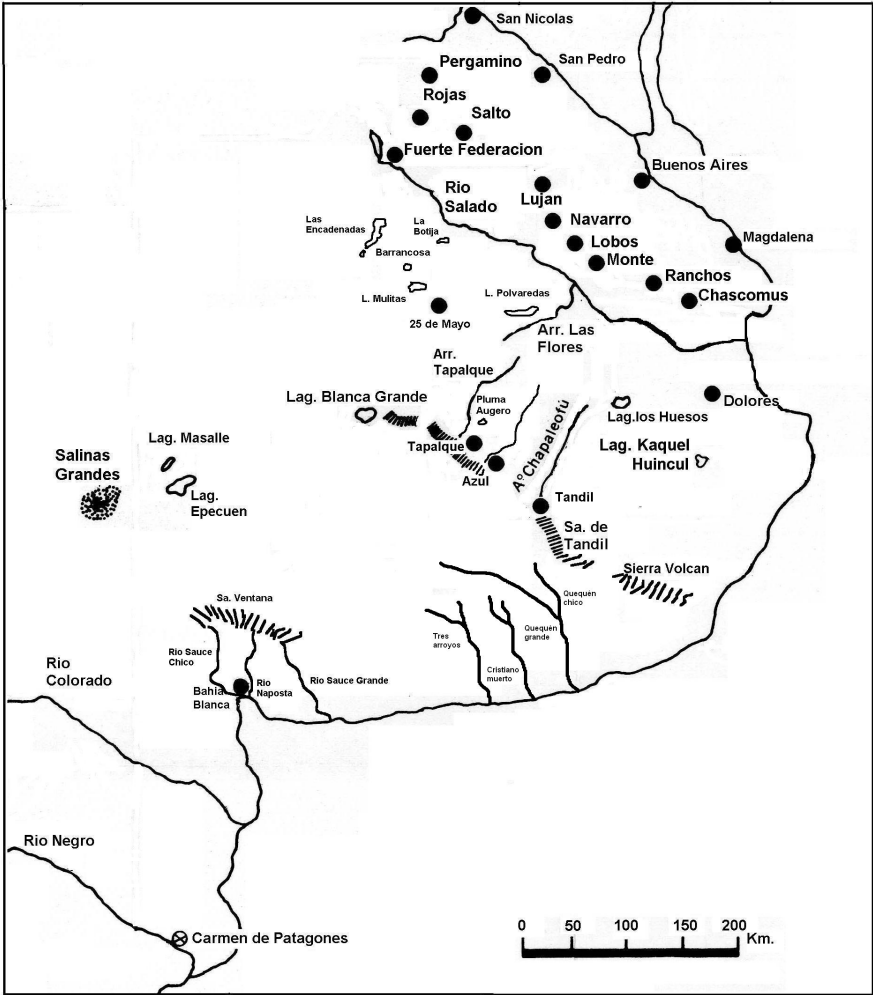 San Nicolas
Pergamino
San Pedro
Rojas
Salto
Fuerte Federacion
Buenos Aires
Rio
Salado
Lujan
Las
Encadenadas
La
Botija
Navarro
Magdalena
Lobos
Barrancosa
Monte
Ranchos
L. Mulitas
L. Polvaredas
Chascomus
25 de Mayo
Arr. Las
Flores
Arr.
Tapalque
Lag. Blanca Grande
Pluma
Augero
Dolores
Lag.los Huesos
A° Chapaleofú
Lag. Masalle
Tapalque
Lag. Kaquel
Huincul
Salinas
Grandes
Azul
Lag.
Epecuen
Tandil
Sa. de
Tandil
Sierra Volcan
Sa. Ventana
Quequén
chico
Quequén
grande
Tres
arroyos
Rio Sauce
Chico
Cristiano
muerto
Rio
Colorado
Rio
Naposta
Rio Sauce Grande
Bahia
Blanca
Rio Negro
Carmen de Patagones
0 50 100 150 200
Km.